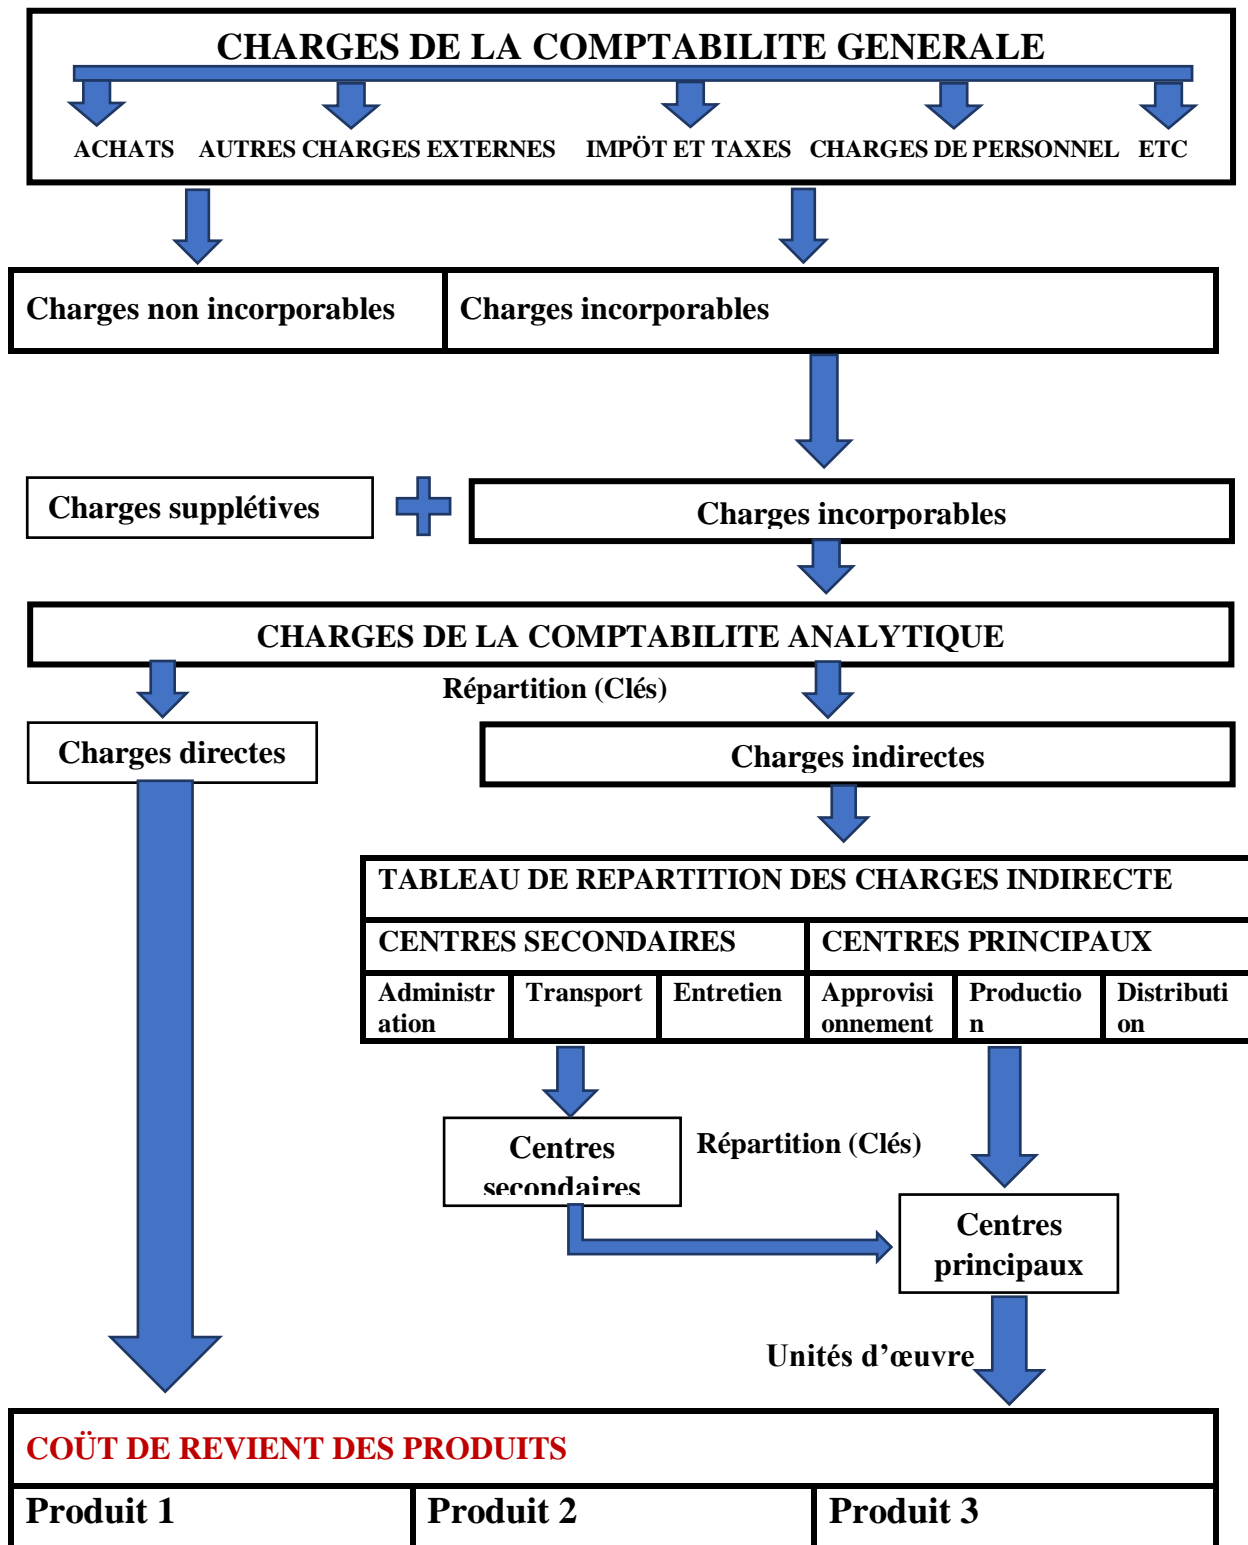 CHARGES DE LA COMPTABILITE GENERALE
ACHATS AUTRES CHARGES EXTERNES IMPÖT ET TAXES CHARGES DE PERSONNEL ETC
Charges non incorporables
Charges incorporables
Charges supplétives
Charges incorporables
CHARGES DE LA COMPTABILITE ANALYTIQUE
Répartition (Clés)
Charges directes
Charges indirectes
TABLEAU DE REPARTITION DES CHARGES INDIRECTE
CENTRES SECONDAIRES
CENTRES PRINCIPAUX
Administr
ation
Transport
Entretien
Approvisi
onnement
Productio
n
Distributi
on
Centres
secondaires
Répartition (Clés)
Centres
principaux
Unités d’œuvre
COÜT DE REVIENT DES PRODUITS
Produit 1
Produit 2
Produit 3